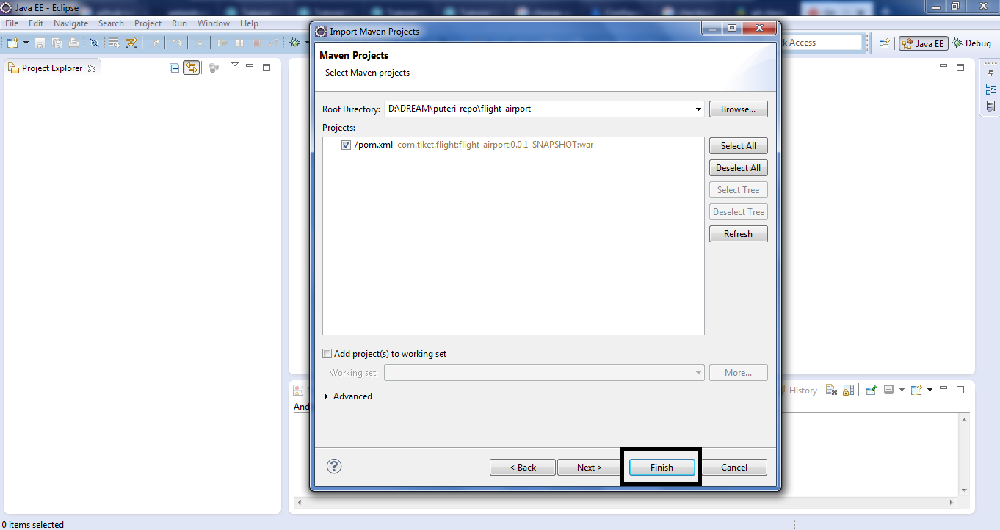 Java EE - Eclipse
File Edit Navigate Search Project Run Window Help
k Access
Java EE
Debug
Project Explorer
Import Maven Projects
Maven Projects
Select Maven projects
Root Directory: D:\DREAM\puteri-repo\flight-airport Browse...
Projects:
/pom.xml com.tiket.flight:flight-airport:0.0.1-SNAPSHOT:war
Select All
Deselect All
Select Tree
Deselect Tree
Refresh
Add project(s) to working set
Working set: More...
Advanced
< Back Next > Finish Cancel
History
And
0 items selected